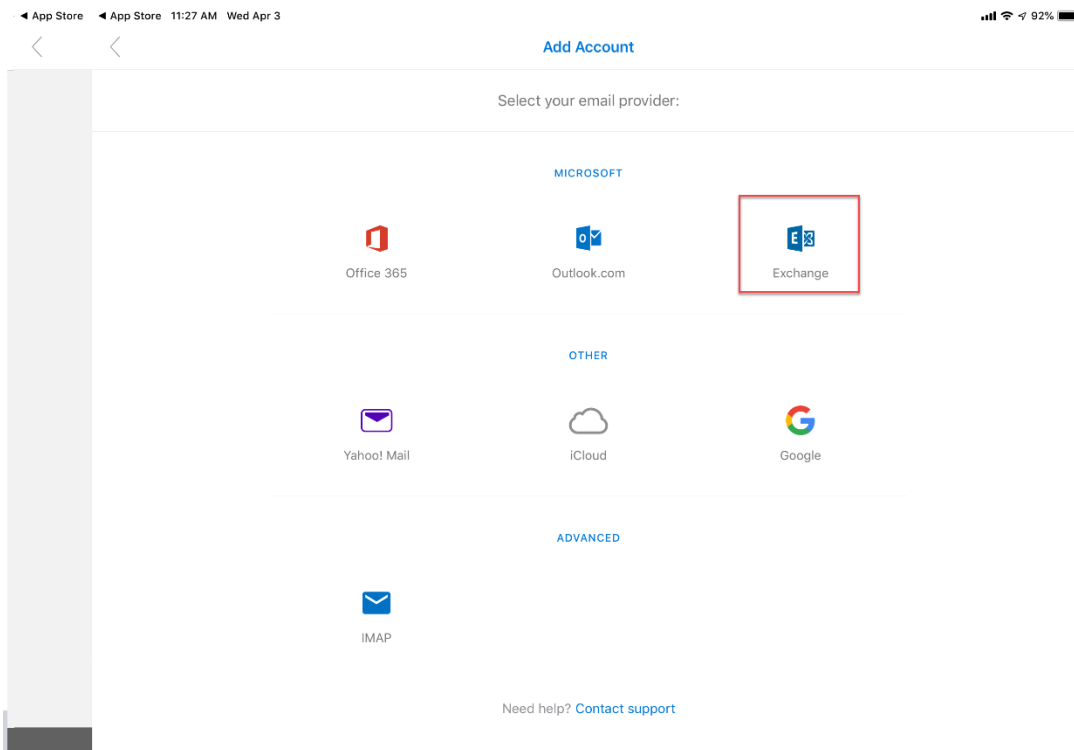 ◀ App Store ◀ App Store 11:27 AM Wed Apr 3 92%
Add Account
Select your email provider:
MICROSOFT
Office 365 Outlook.com Exchange
OTHER
Yahoo! Mail iCloud Google
ADVANCED
IMAP
Need help? Contact support